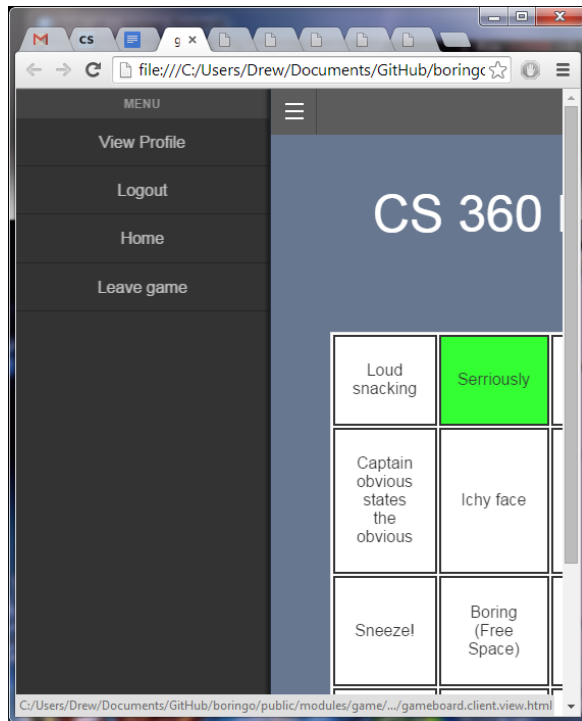 CS
g
file:///C:/Users/Drew/Documents/GitHub/boringo
MENU
View Profile
Logout
Home
Leave game
CS 360
Loud
snacking
Serriously
Captain
obvious
states
the
obvious
Ichy face
Sneeze!
Boring
(Free
Space)
C:/Users/Drew/Documents/GitHub/boringo/public/modules/game/.../gameboard.client.view.html